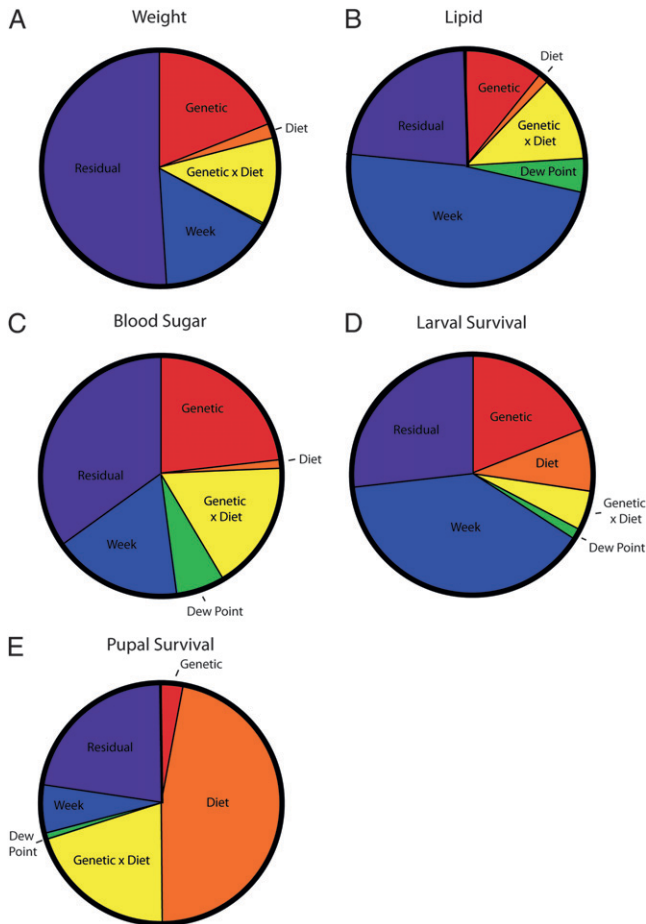 A
Weight
Genetic
Diet
Genetic x Diet
Week
Residual
B
Lipid
Diet
Genetic
Genetic
x Diet
Dew Point
Week
Residual
C
Blood Sugar
Genetic
Diet
Genetic
x Diet
Dew Point
Week
Residual
D
Larval Survival
Genetic
Diet
Genetic
x Diet
Dew Point
Week
Residual
E
Pupal Survival
Genetic
Diet
Genetic x Diet
Dew
Point
Week
Residual